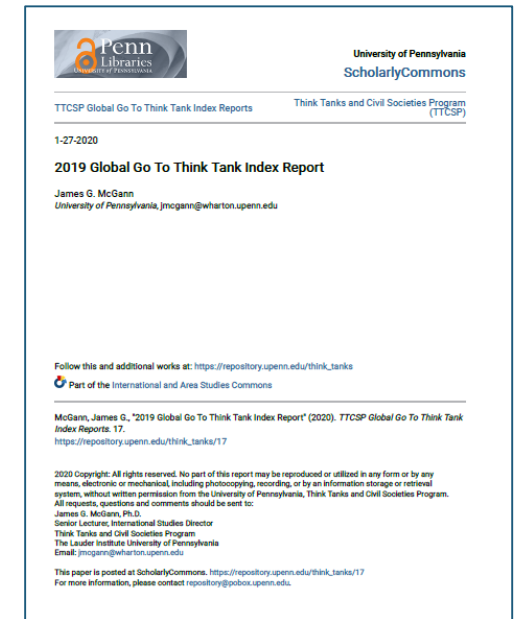 Penn
Libraries
UNIVERSITY OF PENNSYLVANIA
University of Pennsylvania
ScholarlyCommons
TTCSP Global Go To Think Tank Index Reports
Think Tanks and Civil Societies Program
(TTCSP)
1-27-2020
2019 Global Go To Think Tank Index Report
James G. McGann
University of Pennsylvania, jmcgann@wharton.upenn.edu
Follow this and additional works at: https://repository.upenn.edu/think_tanks
Part of the International and Area Studies Commons
McGann, James G., "2019 Global Go To Think Tank Index Report" (2020). TTCSP Global Go To Think Tank
Index Reports. 17.
https://repository.upenn.edu/think_tanks/17
2020 Copyright: All rights reserved. No part of this report may be reproduced or utilized in any form or by any
means, electronic or mechanical, including photocopying, recording, or by an information storage or retrieval
system, without written permission from the University of Pennsylvania, Think Tanks and Civil Societies Program.
All requests, questions and comments should be sent to:
James G. McGann, Ph.D.
Senior Lecturer, International Studies Director
Think Tanks and Civil Societies Program
The Lauder Institute University of Pennsylvania
Email: jmcgann@wharton.upenn.edu
This paper is posted at ScholarlyCommons. https://repository.upenn.edu/think_tanks/17
For more information, please contact repository@pobox.upenn.edu.